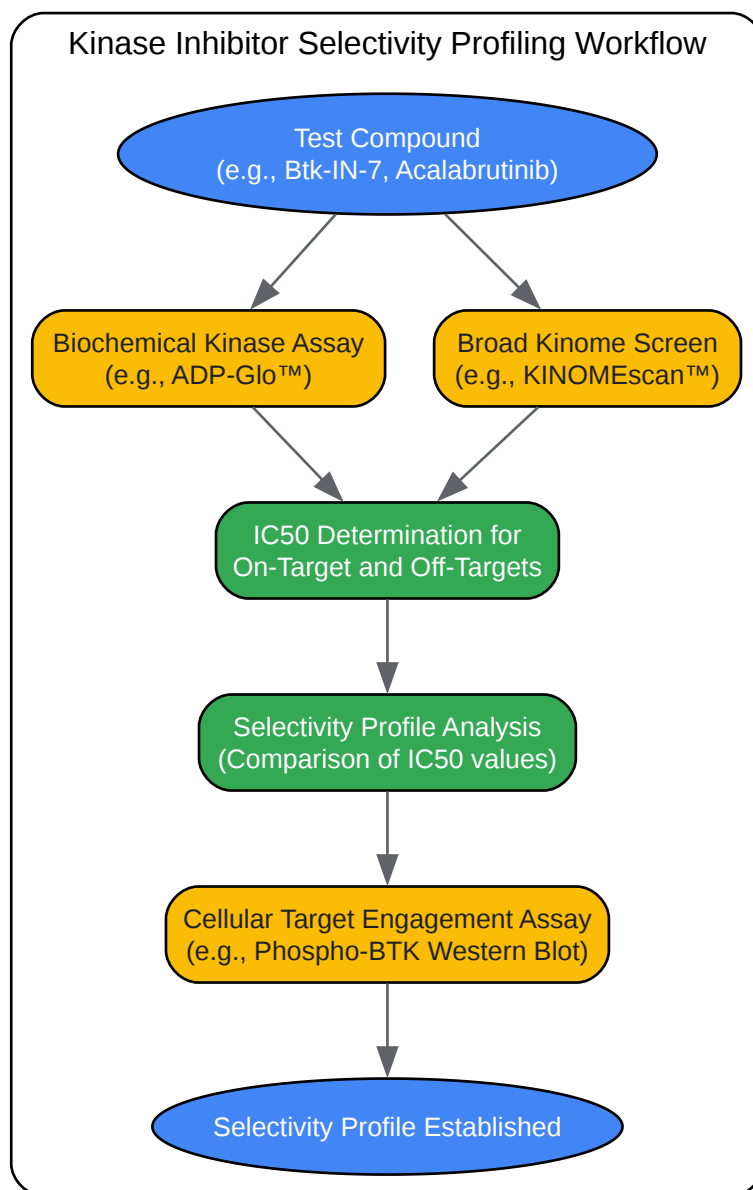 Kinase Inhibitor Selectivity Profiling Workflow
Test Compound
(e.g., Btk-IN-7, Acalabrutinib)
Biochemical Kinase Assay
(e.g., ADP-Glo™)
Broad Kinome Screen
(e.g., KINOMEscan™)
IC50 Determination for
On-Target and Off-Targets
Selectivity Profile Analysis
(Comparison of IC50 values)
Cellular Target Engagement Assay
(e.g., Phospho-BTK Western Blot)
Selectivity Profile Established